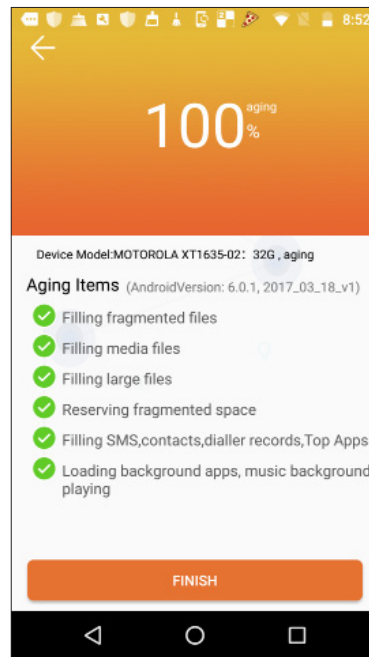 8:52
100
aging
%
Device Model:MOTOROLA XT1635-02: 32G , aging
Aging Items (AndroidVersion: 6.0.1, 2017_03_18_v1)
Filling fragmented files
Filling media files
Filling large files
Reserving fragmented space
Filling SMS,contacts,dialler records,Top Apps
Loading background apps, music background
playing
FINISH